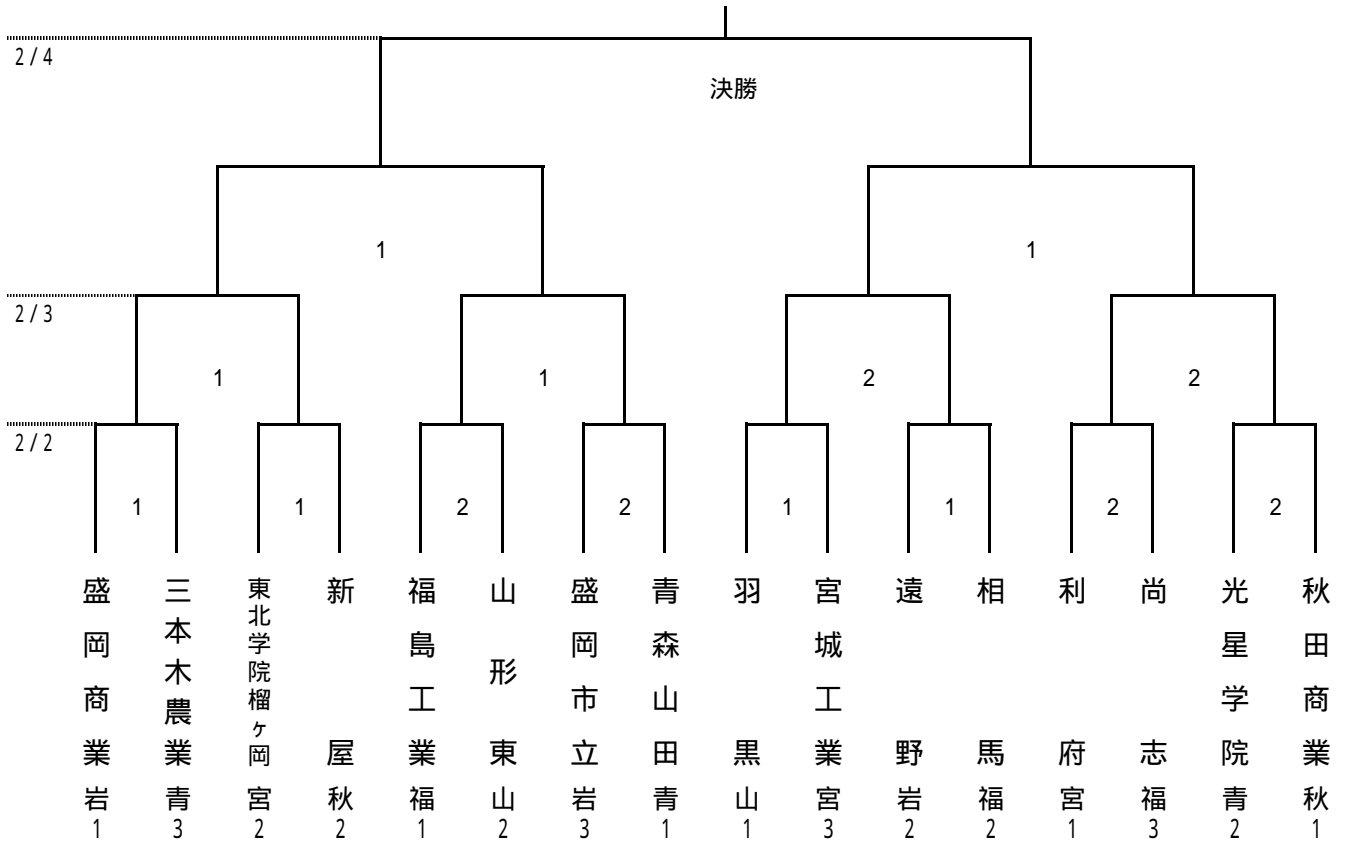 2/4
決勝
1
1
2/3
1
1
2
2
2/2
1
1
2
2
1
1
2
2
盛岡商業
岩
1
三本木農業
青
3
東北学院榴ヶ岡
宮
2
新屋
秋
2
福島工業
福
1
山形東
山
2
盛岡市立
岩
3
青森山田
青
1
羽黒
山
1
宮城工業
宮
3
遠野
岩
2
相馬
福
2
利府
宮
1
尚志
福
3
光星学院
青
2
秋田商業
秋
1